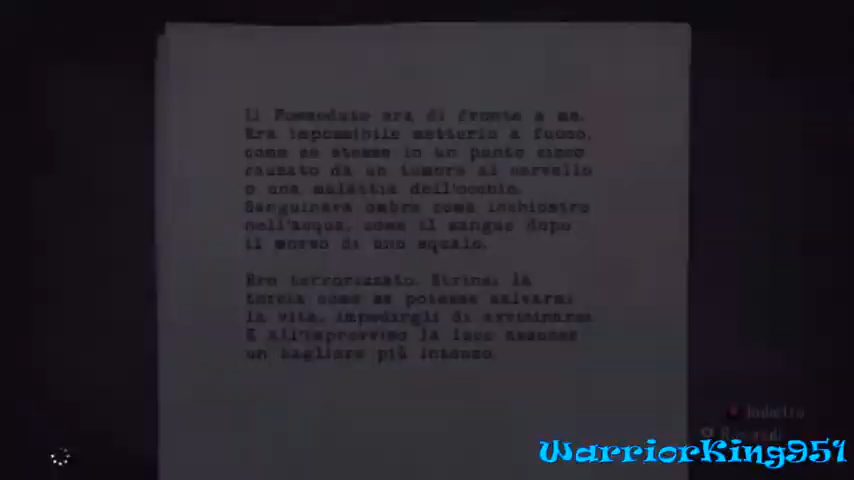 Il Posseduto era di fronte a me.
Era impossibile metterlo a fuoco,
come se stesse in un punto cieco
causato da un tumore al cervello
o una malattia dell'occhio.
Sanguinava ombre come inchiostro
nell'acqua, come il sangue dopo
il morso di uno squalo.
Ero terrorizzato. Strinsi la
torcia come se potesse salvarmi
la vita, impedirgli di avvicinarsi.
E all'improvviso la luce assunse
un bagliore più intenso.
Indietro
WarriorKing951